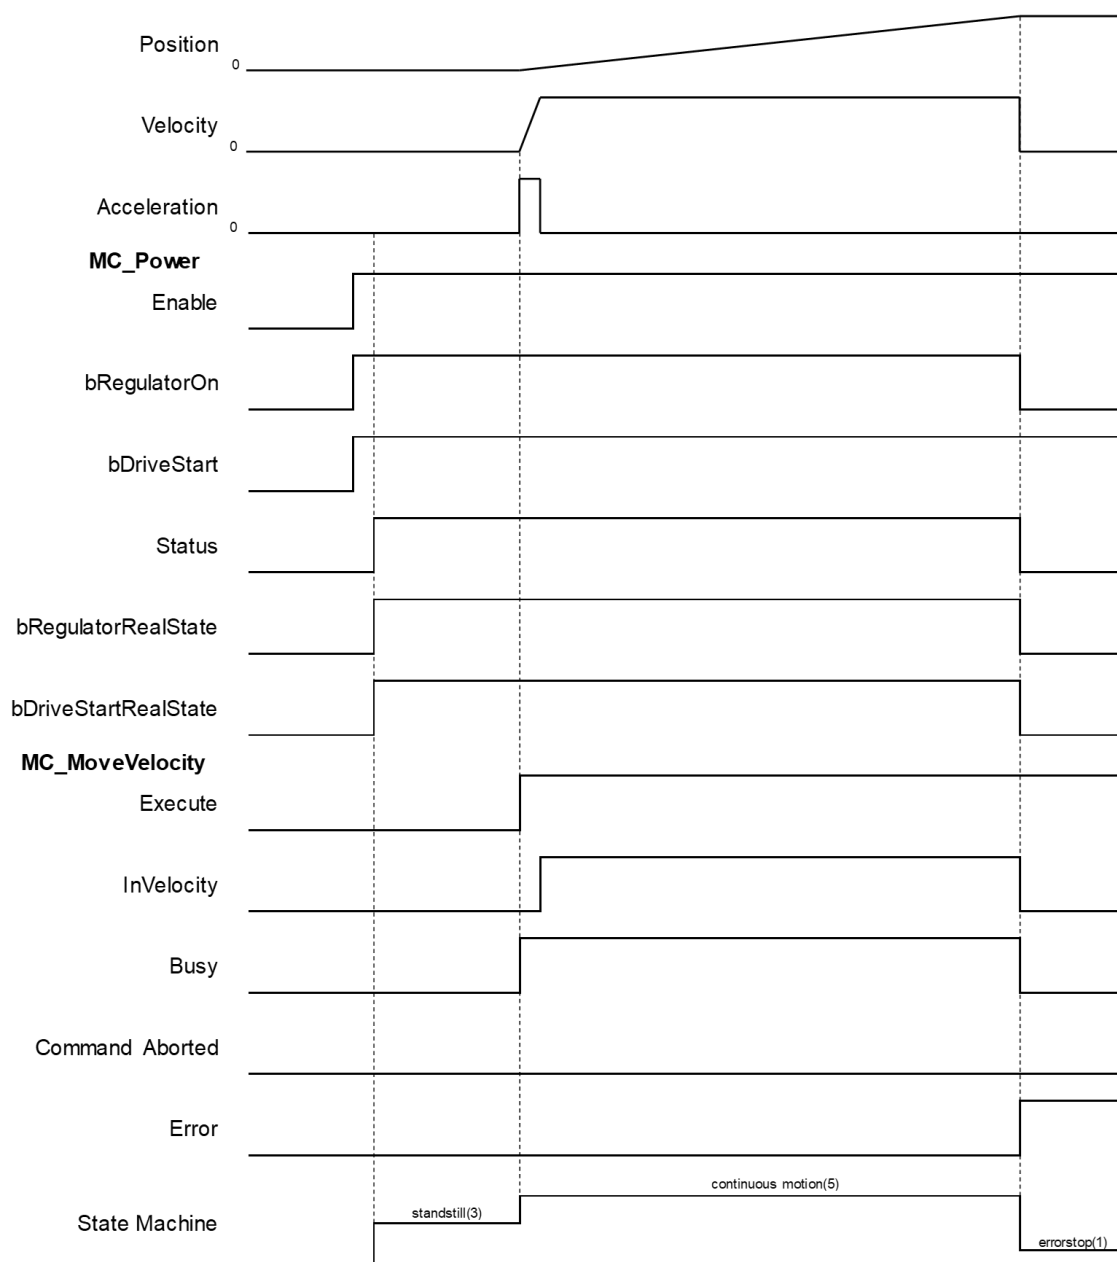 Position
0
Velocity
0
Acceleration
0
MC_Power
Enable
bRegulatorOn
bDriveStart
Status
bRegulatorRealState
bDriveStartRealState
MC_MoveVelocity
Execute
InVelocity
Busy
Command Aborted
Error
continuous motion(5)
standstill(3)
State Machine
errorstop(1)